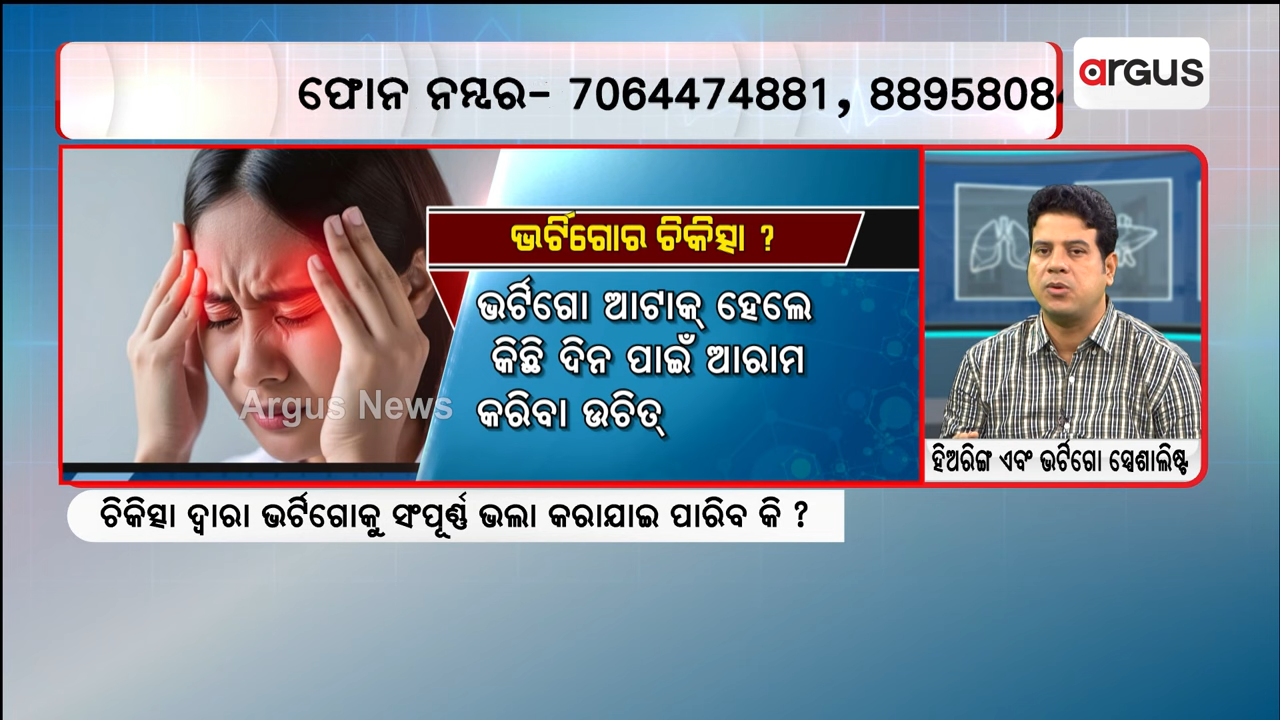 ଫୋନ ନମ୍ବର- 7064474881, 8895808
argus
ଭର୍ଟିଗୋର ଚିକିତ୍ସା ?
ଭର୍ଟିଗୋ ଆଟାକ୍ ହେଲେ
କିଛି ଦିନ ପାଇଁ ଆରାମ
କରିବା ଉଚିତ୍
Argus News
ହିଅରିଙ୍ଗ ଏବଂ ଭର୍ଟିଗୋ ସ୍ପେଶାଲିଷ୍ଟ
ଚିକିତ୍ସା ଦ୍ୱାରା ଭର୍ଟିଗୋକୁ ସଂପୂର୍ଣ୍ଣ ଭଲା କରାଯାଇ ପାରିବ କି ?